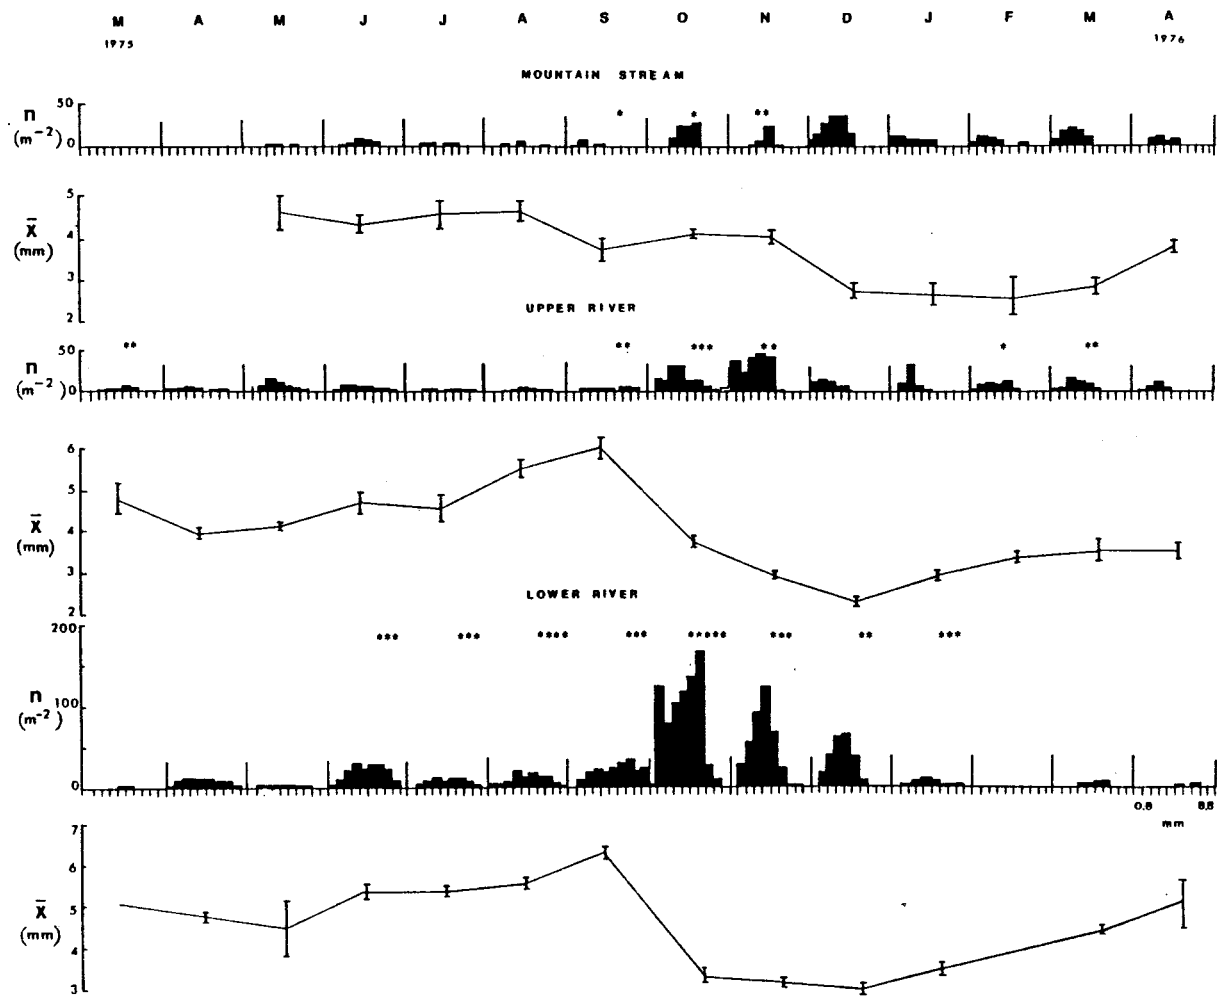 M A M J J A S O N D J F M A
1975 1976
MOUNTAIN STREAM
* * **
n
(m⁻²)
50
0
X̄
(mm)
5
4
3
2
UPPER RIVER
** ** *** ** * **
n
(m⁻²)
50
0
X̄
(mm)
6
5
4
3
2
LOWER RIVER
*** *** **** *** ***** *** ** ***
n
(m⁻²)
200
100
0
0.8 8.8
mm
X̄
(mm)
7
6
5
4
3